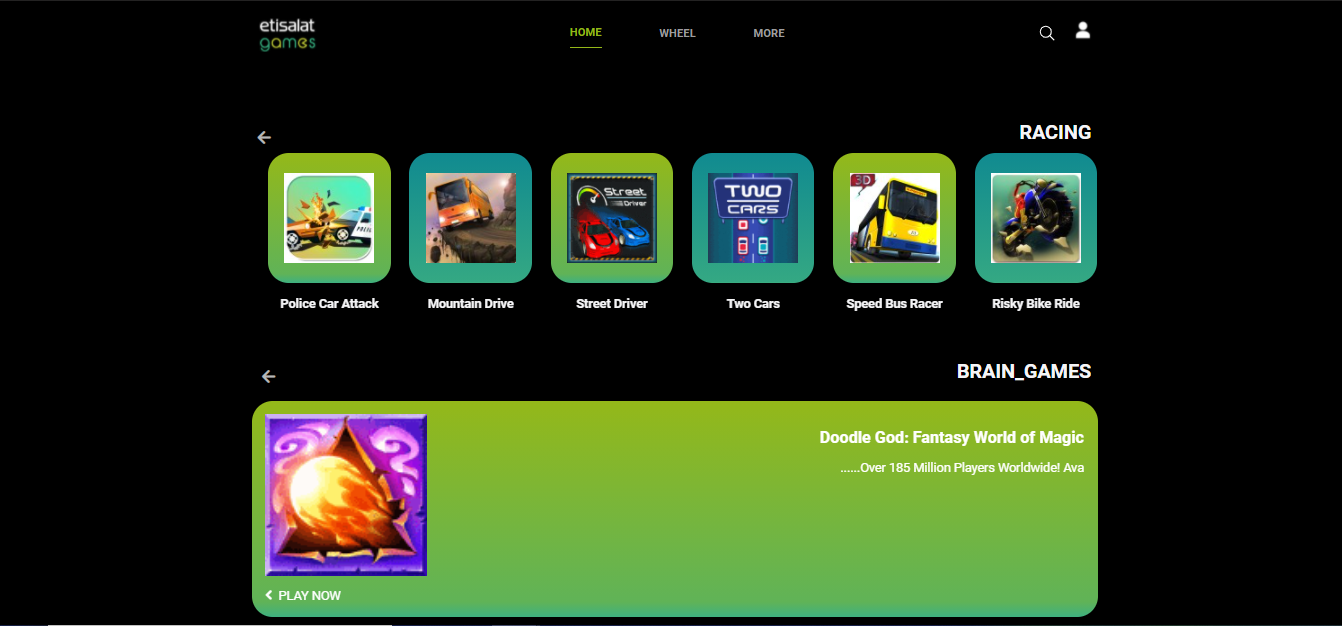 etisalat
games
HOME
WHEEL
MORE
RACING
Street
Driver
TWO
CARS
3D
Police Car Attack
Mountain Drive
Street Driver
Two Cars
Speed Bus Racer
Risky Bike Ride
BRAIN_GAMES
Doodle God: Fantasy World of Magic
......Over 185 Million Players Worldwide! Ava
PLAY NOW